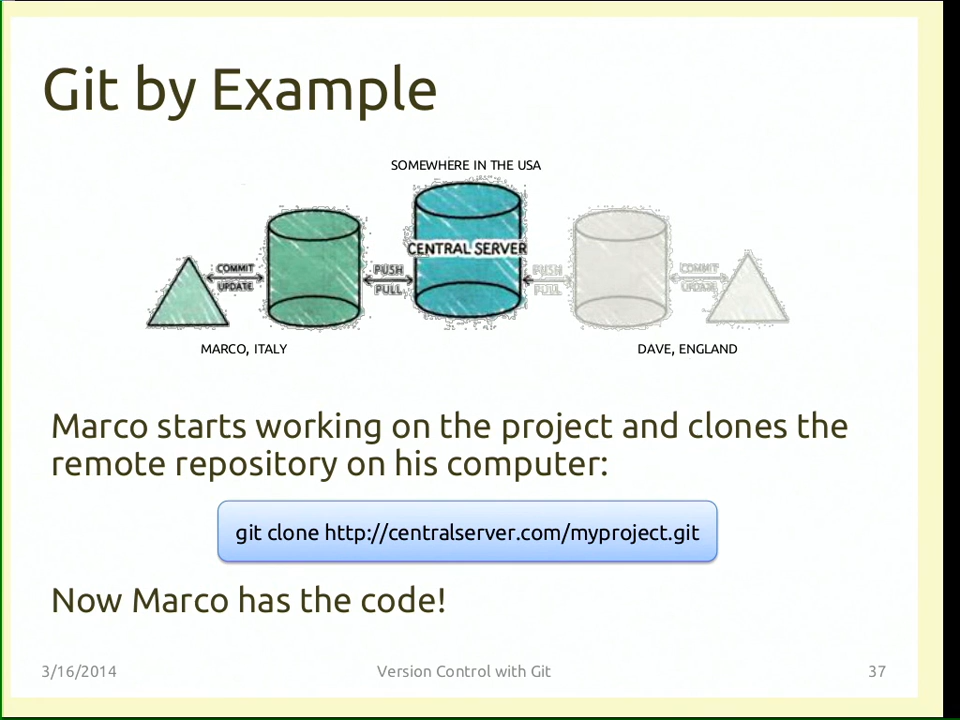 Git by Example
SOMEWHERE IN THE USA
CENTRAL SERVER
COMMIT
UPDATE
PUSH
PULL
PUSH
PULL
COMMIT
UPDATE
MARCO, ITALY
DAVE, ENGLAND
Marco starts working on the project and clones the
remote repository on his computer:
git clone http://centralserver.com/myproject.git
Now Marco has the code!
3/16/2014
Version Control with Git
37